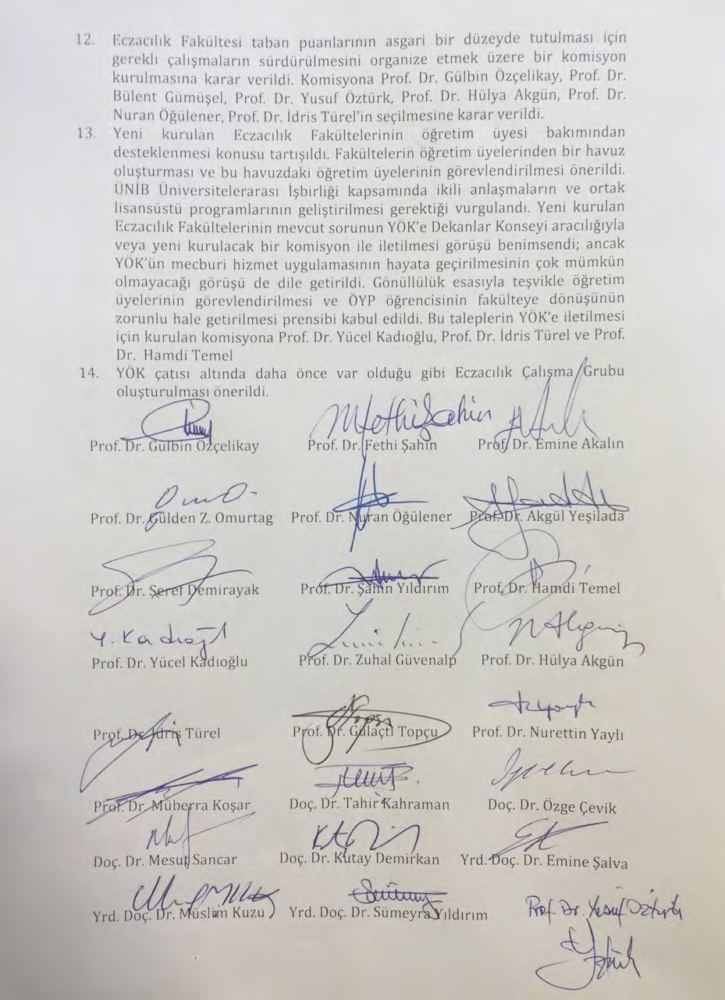 12. Eczacılık Fakültesi taban puanlarının asgari bir düzeyde tutulması için
gerekli çalışmaların sürdürülmesini organize etmek üzere bir komisyon
kurulmasına karar verildi. Komisyona Prof. Dr. Gülbin Özçelikay, Prof. Dr.
Bülent Gümüşel, Prof. Dr. Yusuf Öztürk, Prof. Dr. Hülya Akgün, Prof. Dr.
Nuran Öğülener, Prof. Dr. İdris Türel'in seçilmesine karar verildi.
13. Yeni kurulan Eczacılık Fakültelerinin öğretim üyesi bakımından
desteklenmesi konusu tartışıldı. Fakültelerin öğretim üyelerinden bir havuz
oluşturması ve bu havuzdaki öğretim üyelerinin görevlendirilmesi önerildi.
ÜNİB Üniversitelerarası İşbirliği kapsamında ikili anlaşmaların ve ortak
lisansüstü programlarının geliştirilmesi gerektiği vurgulandı. Yeni kurulan
Eczacılık Fakültelerinin mevcut sorunun YÖK'e Dekanlar Konseyi aracılığıyla
veya yeni kurulacak bir komisyon ile iletilmesi görüşü benimsendi; ancak
YÖK'ün mecburi hizmet uygulamasının hayata geçirilmesinin çok mümkün
olmayacağı görüşü de dile getirildi. Gönüllülük esasıyla teşvikle öğretim
üyelerinin görevlendirilmesi ve ÖYP öğrencisinin fakülteye dönüşünün
zorunlu hale getirilmesi prensibi kabul edildi. Bu taleplerin YÖK'e iletilmesi
için kurulan komisyona Prof. Dr. Yücel Kadıoğlu, Prof. Dr. İdris Türel ve Prof.
Dr. Hamdi Temel
14. YÖK çatısı altında daha önce var olduğu gibi Eczacılık Çalışma Grubu
oluşturulması önerildi.
MFethiŞahin
Prof. Dr. Gülbin Özçelikay Prof. Dr. Fethi Şahin Prof. Dr. Emine Akalın
Prof. Dr. Gülden Z. Omurtag Prof. Dr. Nuran Öğülener Prof. Dr. Akgül Yeşilada
Prof. Dr. Şeref Demirayak Prof. Dr. Şahin Yıldırım Prof. Dr. Hamdi Temel
Y. Kadıoğl
Prof. Dr. Yücel Kadıoğlu Prof. Dr. Zuhal Güvenalp Prof. Dr. Hülya Akgün
Prof. Dr. İdriş Türel Prof. Dr. Gülaçtı Topçu Prof. Dr. Nurettin Yaylı
Prof. Dr. Müberra Koşar Doç. Dr. Tahir Kahraman Doç. Dr. Özge Çevik
Doç. Dr. Mesut Sancar Doç. Dr. Kutay Demirkan Yrd. Doç. Dr. Emine Şalva
Yrd. Doç. Dr. Müslüm Kuzu Yrd. Doç. Dr. Sümeyra Yıldırım Prof. Dr. Yusuf Öztürk